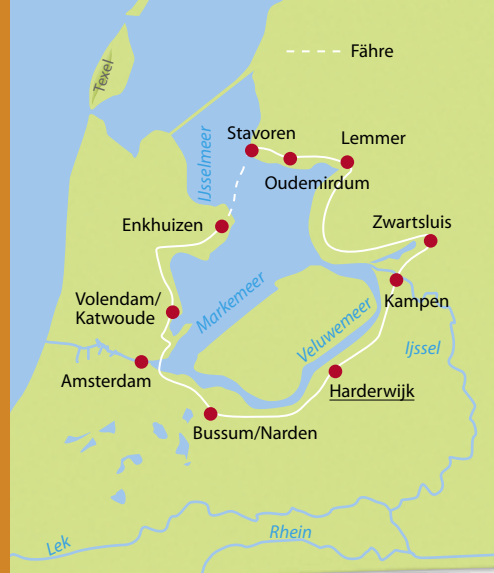 Fähre
Texel
Stavoren
Lemmer
IJsselmeer
Oudemirdum
Enkhuizen
Zwartsluis
Volendam/
Katwoude
Markemeer
Kampen
Veluwemeer
Ijssel
Amsterdam
Harderwijk
Bussum/Narden
Lek
Rhein